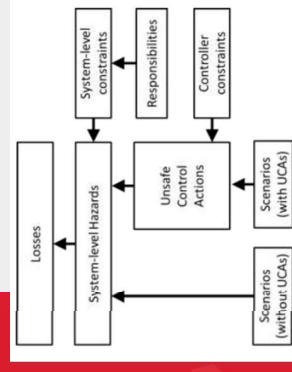 Losses
System-level Hazards
System-level
constraints
Responsibilities
Unsafe
Control
Actions
Controller
constraints
Scenarios
(without UCAs)
Scenarios
(with UCAs)